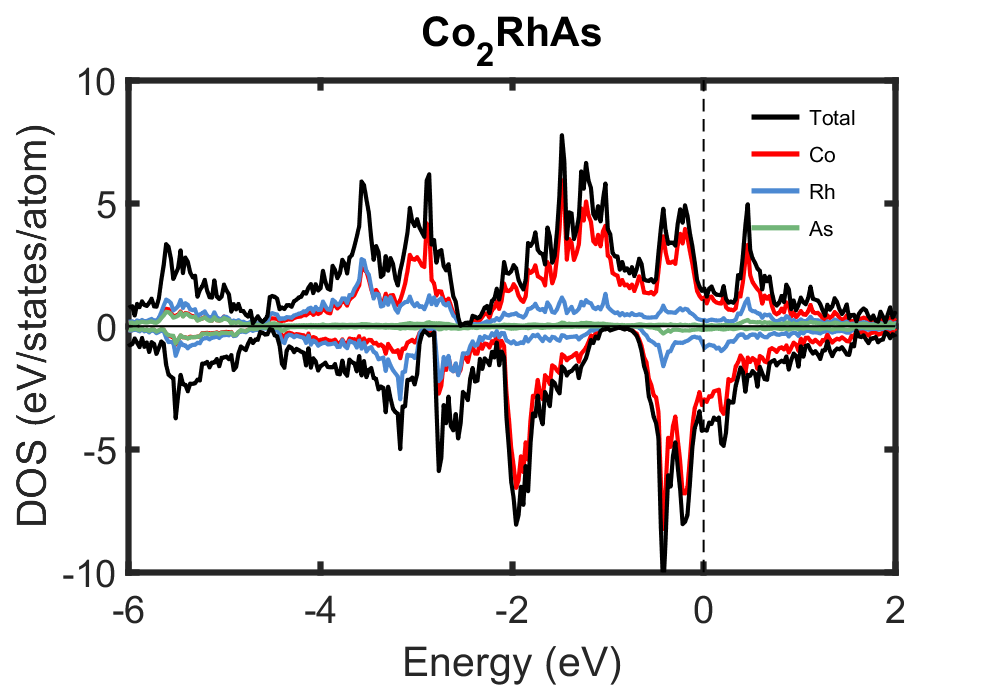 Co2RhAs
10
5
0
-5
-10
-6
-4
-2
0
2
DOS (eV/states/atom)
Energy (eV)
Total
Co
Rh
As